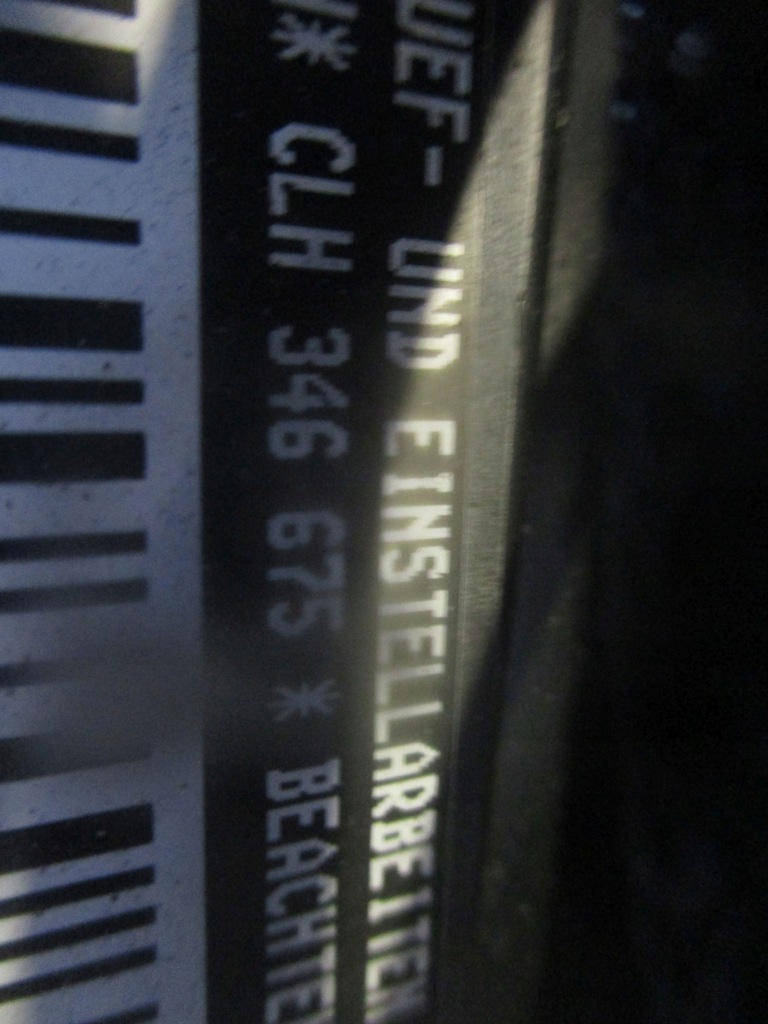 UEF- UND EINSTELLARBEITEN
* CLH 346 675 * BEACHTEN